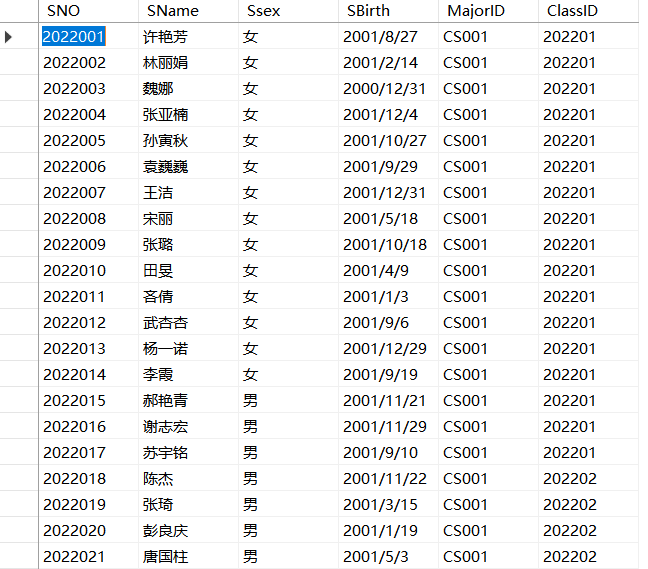 SNO SName Ssex SBirth MajorID ClassID
2022001 许艳芳 女 2001/8/27 CS001 202201
2022002 林丽娟 女 2001/2/14 CS001 202201
2022003 魏娜 女 2000/12/31 CS001 202201
2022004 张亚楠 女 2001/12/4 CS001 202201
2022005 孙寅秋 女 2001/10/27 CS001 202201
2022006 袁巍巍 女 2001/9/29 CS001 202201
2022007 王洁 女 2001/12/31 CS001 202201
2022008 宋丽 女 2001/5/18 CS001 202201
2022009 张璐 女 2001/10/18 CS001 202201
2022010 田旻 女 2001/4/9 CS001 202201
2022011 吝倩 女 2001/1/3 CS001 202201
2022012 武杏杏 女 2001/9/6 CS001 202201
2022013 杨一诺 女 2001/12/29 CS001 202201
2022014 李霞 女 2001/9/19 CS001 202201
2022015 郝艳青 男 2001/11/21 CS001 202201
2022016 谢志宏 男 2001/11/29 CS001 202201
2022017 苏宇铭 男 2001/9/10 CS001 202201
2022018 陈杰 男 2001/11/22 CS001 202202
2022019 张琦 男 2001/3/15 CS001 202202
2022020 彭良庆 男 2001/1/19 CS001 202202
2022021 唐国柱 男 2001/5/3 CS001 202202